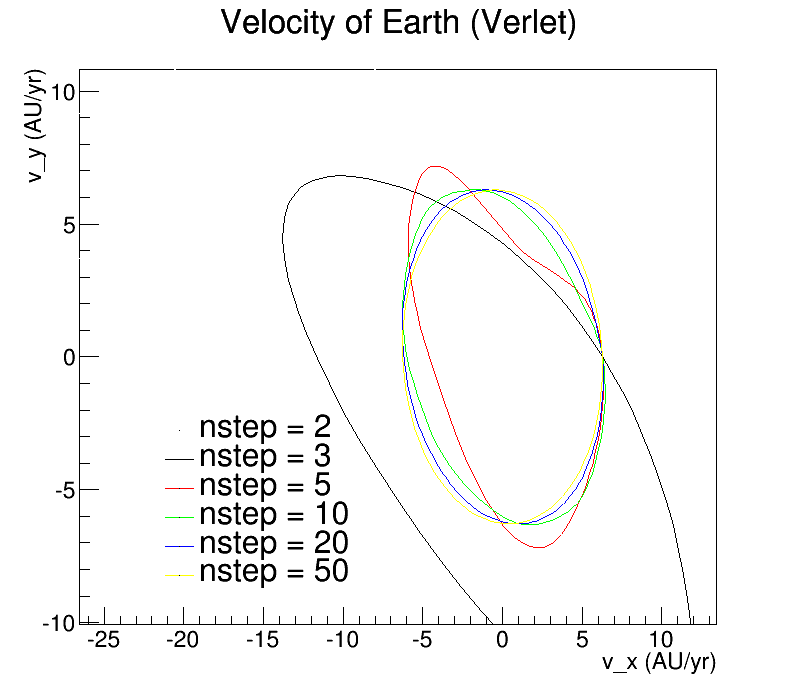 Velocity of Earth (Verlet)
v_y (AU/yr)
10
5
0
-5
-10
nstep = 2
nstep = 3
nstep = 5
nstep = 10
nstep = 20
nstep = 50
-25 -20 -15 -10 -5 0 5 10
v_x (AU/yr)